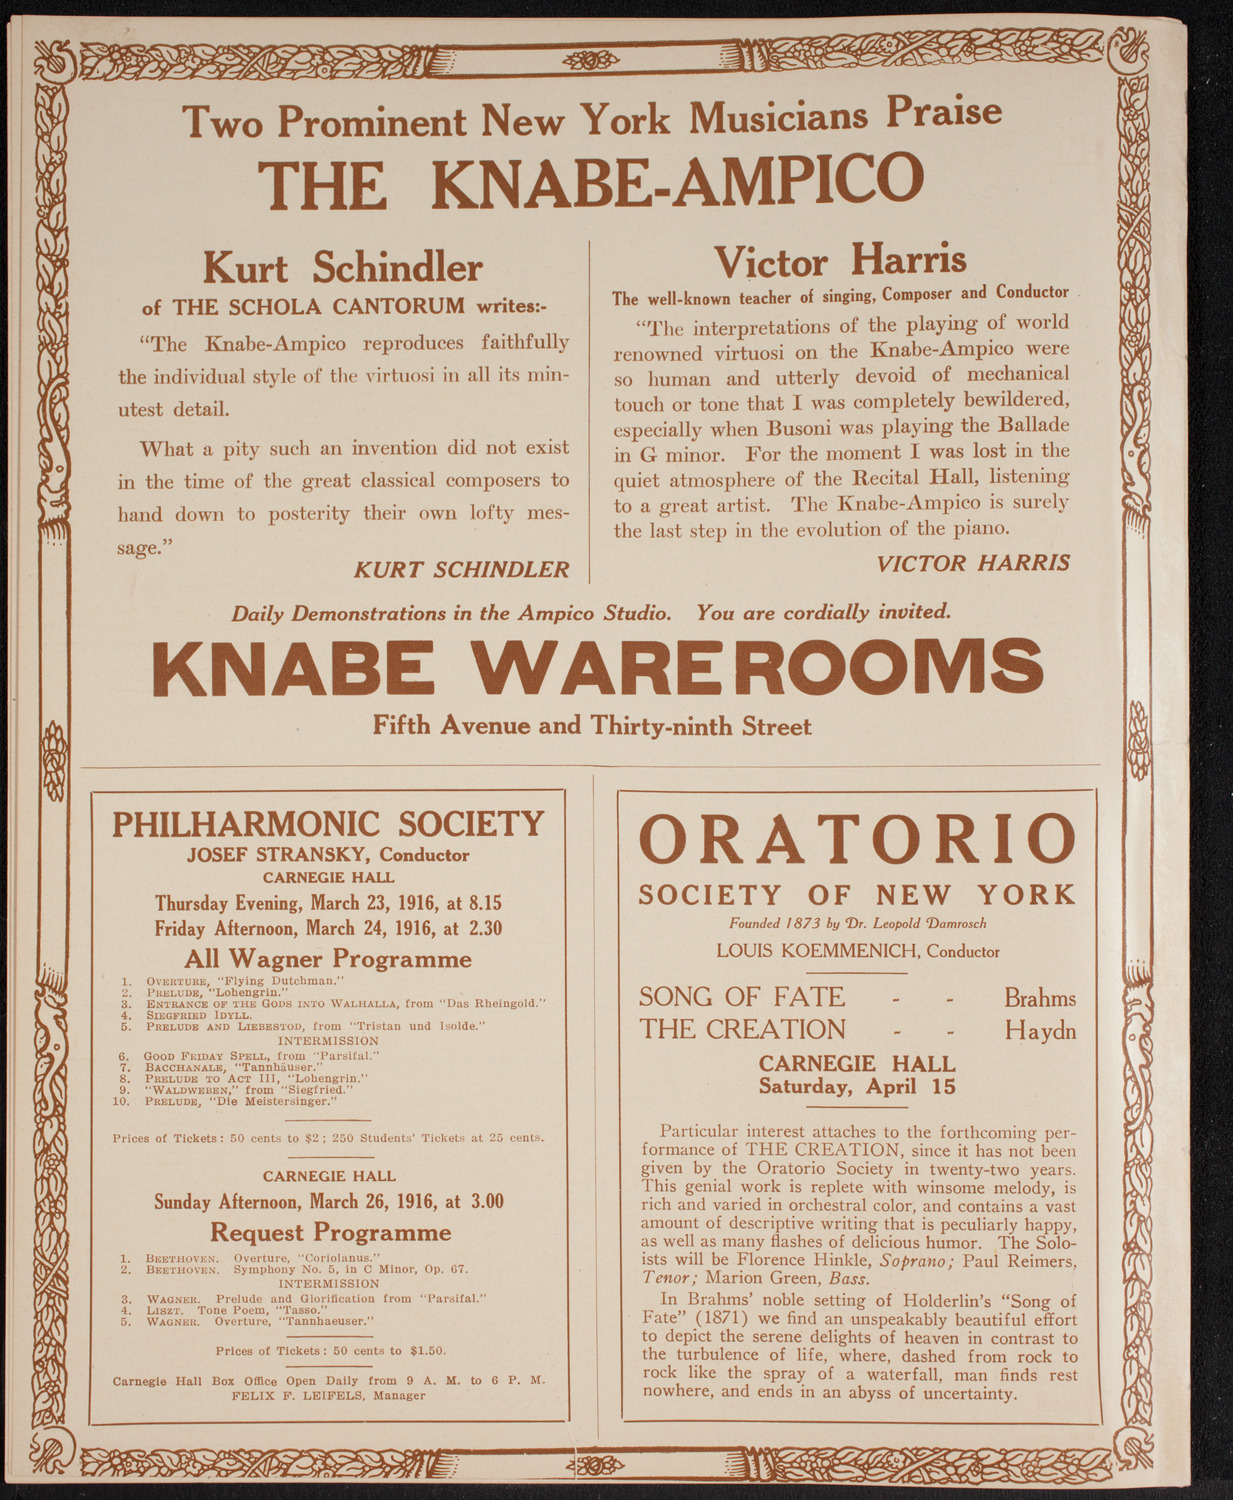 Two Prominent New York Musicians Praise
THE KNABE-AMPICO
Kurt Schindler
of THE SCHOLA CANTORUM writes:-
“The Knabe-Ampico reproduces faithfully
the individual style of the virtuosi in all its min-
utest detail.
What a pity such an invention did not exist
in the time of the great classical composers to
hand down to posterity their own lofty mes-
sage.”
KURT SCHINDLER
Victor Harris
The well-known teacher of singing, Composer and Conductor
“The interpretations of the playing of world
renowned virtuosi on the Knabe-Ampico were
so human and utterly devoid of mechanical
touch or tone that I was completely bewildered,
especially when Busoni was playing the Ballade
in G minor. For the moment I was lost in the
quiet atmosphere of the Recital Hall, listening
to a great artist. The Knabe-Ampico is surely
the last step in the evolution of the piano.
VICTOR HARRIS
Daily Demonstrations in the Ampico Studio. You are cordially invited.
KNABE WAREROOMS
Fifth Avenue and Thirty-ninth Street
PHILHARMONIC SOCIETY
JOSEF STRANSKY, Conductor
CARNEGIE HALL
Thursday Evening, March 23, 1916, at 8.15
Friday Afternoon, March 24, 1916, at 2.30
All Wagner Programme
1. OVERTURE, “Flying Dutchman.”
2. PRELUDE, “Lohengrin.”
3. ENTRANCE OF THE GODS INTO WALHALLA, from “Das Rheingold.”
4. SIEGFRIED IDYLL.
5. PRELUDE AND LIEBESTOD, from “Tristan und Isolde.”
INTERMISSION
6. GOOD FRIDAY SPELL, from “Parsifal.”
7. BACCHANALE, “Tannhäuser.”
8. PRELUDE TO ACT III, “Lohengrin.”
9. “WALDWEBEN,” from “Siegfried.”
10. PRELUDE, “Die Meistersinger.”
Prices of Tickets: 50 cents to $2; 250 Students’ Tickets at 25 cents.
CARNEGIE HALL
Sunday Afternoon, March 26, 1916, at 3.00
Request Programme
1. BEETHOVEN. Overture, “Coriolanus.”
2. BEETHOVEN. Symphony No. 5, in C Minor, Op. 67.
INTERMISSION
3. WAGNER. Prelude and Glorification from “Parsifal.”
4. LISZT. Tone Poem, “Tasso.”
5. WAGNER. Overture, “Tannhaeuser.”
Prices of Tickets: 50 cents to $1.50.
Carnegie Hall Box Office Open Daily from 9 A. M. to 6 P. M.
FELIX F. LEIFELS, Manager
ORATORIO
SOCIETY OF NEW YORK
Founded 1873 by Dr. Leopold Damrosch
LOUIS KOEMMENICH, Conductor
SONG OF FATE - - Brahms
THE CREATION - - Haydn
CARNEGIE HALL
Saturday, April 15
Particular interest attaches to the forthcoming per-
formance of THE CREATION, since it has not been
given by the Oratorio Society in twenty-two years.
This genial work is replete with winsome melody, is
rich and varied in orchestral color, and contains a vast
amount of descriptive writing that is peculiarly happy,
as well as many flashes of delicious humor. The Solo-
ists will be Florence Hinkle, Soprano; Paul Reimers,
Tenor; Marion Green, Bass.
In Brahms’ noble setting of Holderlin’s “Song of
Fate” (1871) we find an unspeakably beautiful effort
to depict the serene delights of heaven in contrast to
the turbulence of life, where, dashed from rock to
rock like the spray of a waterfall, man finds rest
nowhere, and ends in an abyss of uncertainty.